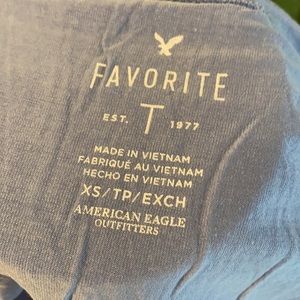 FAVORITE
EST. T 1977
MADE IN VIETNAM
FABRIQUÉ AU VIETNAM
HECHO EN VIETNAM
XS/TP/EXCH
AMERICAN EAGLE
OUTFITTERS